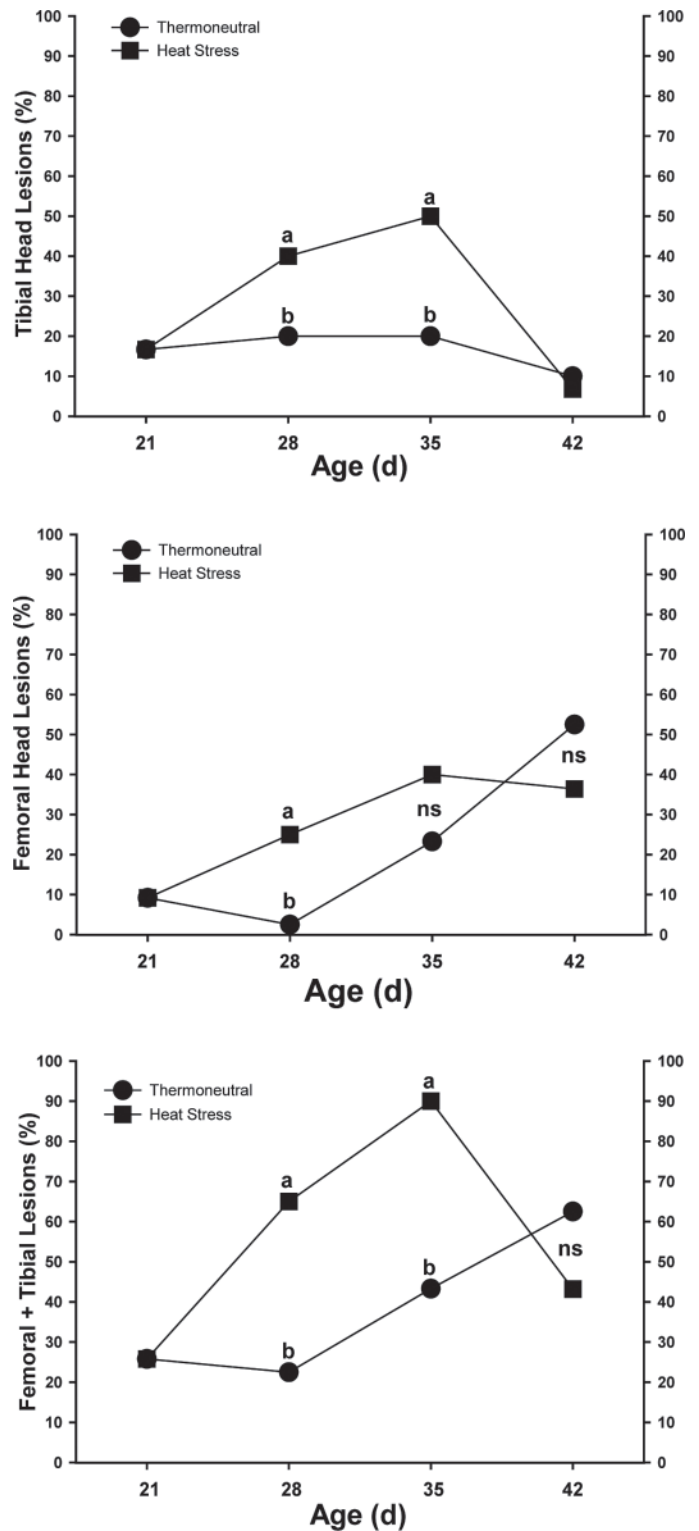 Thermoneutral
Heat Stress
Tibial Head Lesions (%)
100 100
90 90
80 80
70 70
60 60
50 50
40 40
30 30
20 20
10 10
0 0
a
a
b
b
21 28 35 42
Age (d)
Thermoneutral
Heat Stress
Femoral Head Lesions (%)
100 100
90 90
80 80
70 70
60 60
50 50
40 40
30 30
20 20
10 10
0 0
ns
a
ns
b
21 28 35 42
Age (d)
Thermoneutral
Heat Stress
Femoral + Tibial Lesions (%)
100 100
90 90
80 80
70 70
60 60
50 50
40 40
30 30
20 20
10 10
0 0
a
a
ns
b
b
21 28 35 42
Age (d)